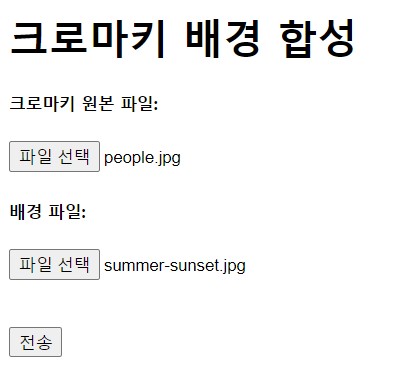 크로마키 배경 합성
크로마키 원본 파일:
파일 선택 people.jpg
배경 파일:
파일 선택 summer-sunset.jpg
전송